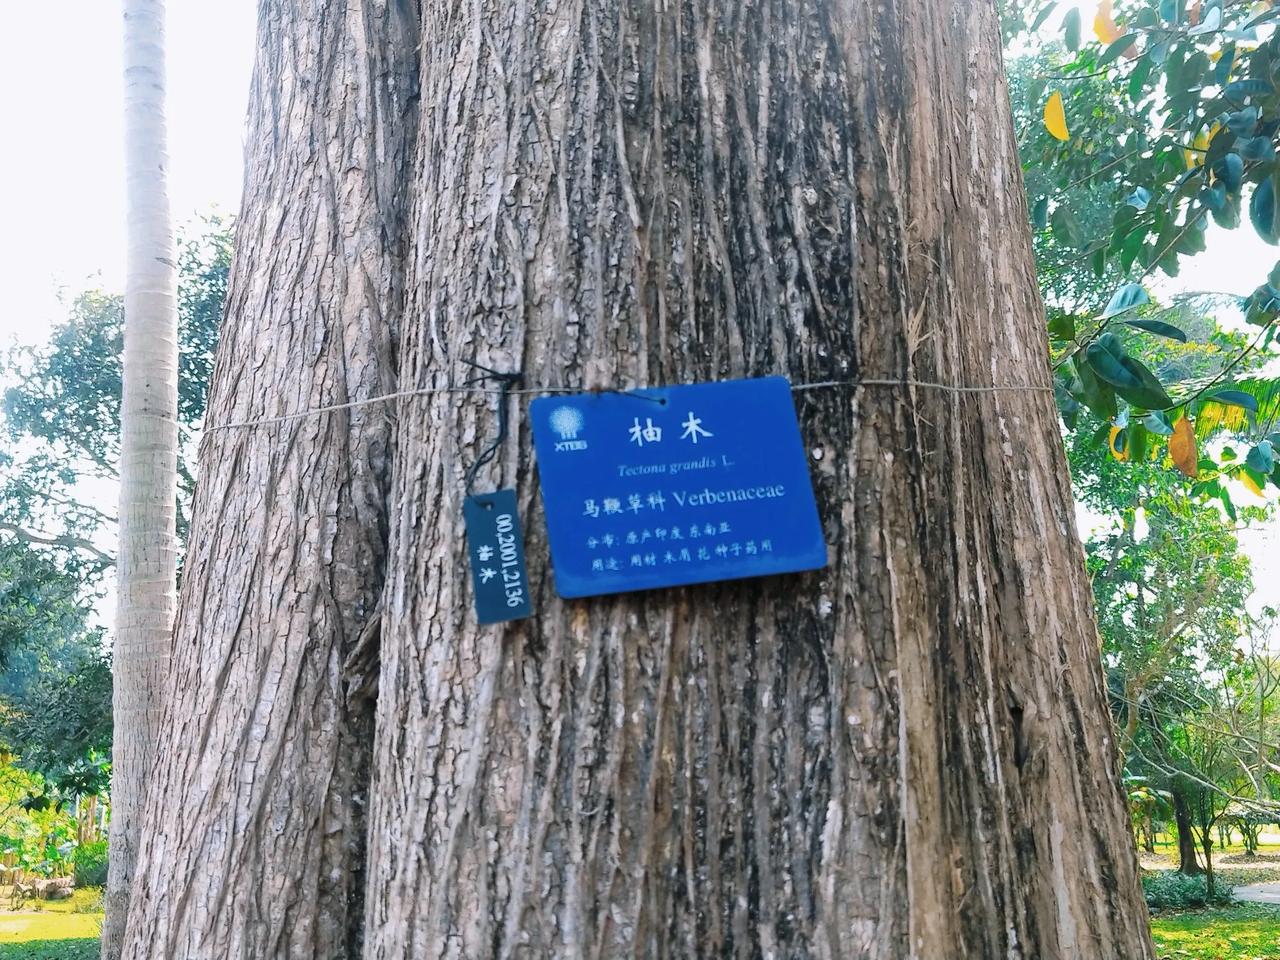 XTBG
柚木
Tectona grandis L.
马鞭草科 Verbenaceae
分布: 原产印度 东南亚
用途: 用材 木屑 花 种子药用
00,2001,2136
柚木